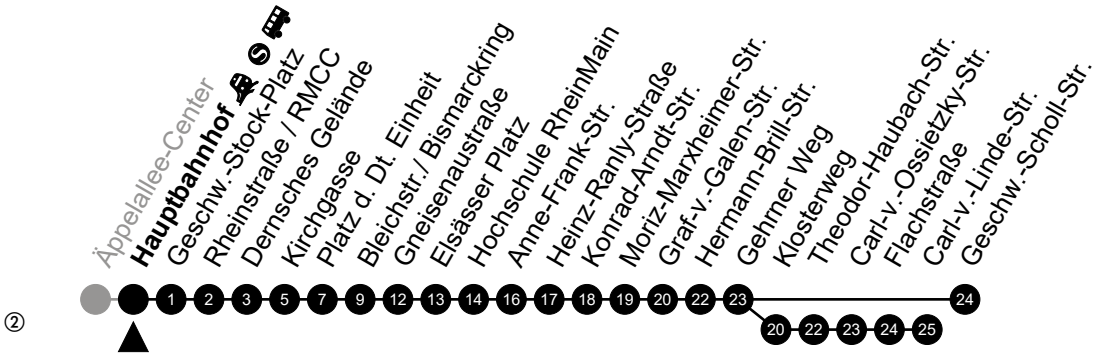 Äppelallee-Center
Hauptbahnhof
Geschw.-Stock-Platz
Rheinstraße / RMCC
Dernsches Gelände
Kirchgasse
Platz d. Dt. Einheit
Bleichstr./ Bismarckring
Gneisenaustraße
Elsässer Platz
Hochschule RheinMain
Anne-Frank-Str.
Heinz-Ranly-Straße
Konrad-Arndt-Str.
Moriz-Marxheimer-Str.
Graf-v.-Galen-Str.
Hermann-Brill-Str.
Gehrner Weg
Klosterweg
Theodor-Haubach-Str.
Carl-v.-Ossietzky-Str.
Flachstraße
Carl-v.-Linde-Str.
Geschw.-Scholl-Str.
S
1 2 3 5 7 9 12 13 14 16 17 18 19 20 22 23 24
② 20 22 23 24 25